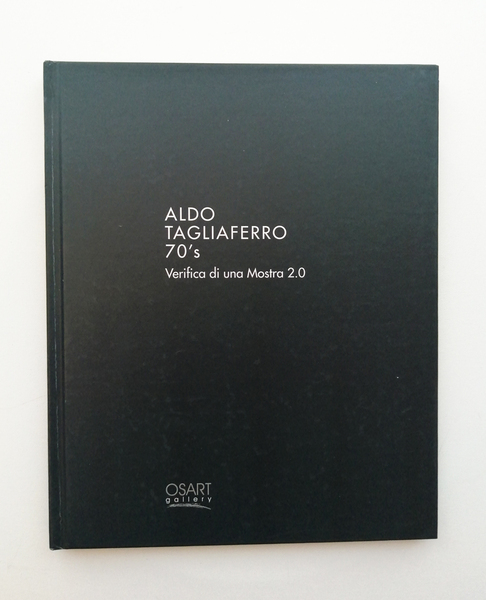 ALDO
TAGLIAFERRO
70's
Verifica di una Mostra 2.0
OSART
gallery